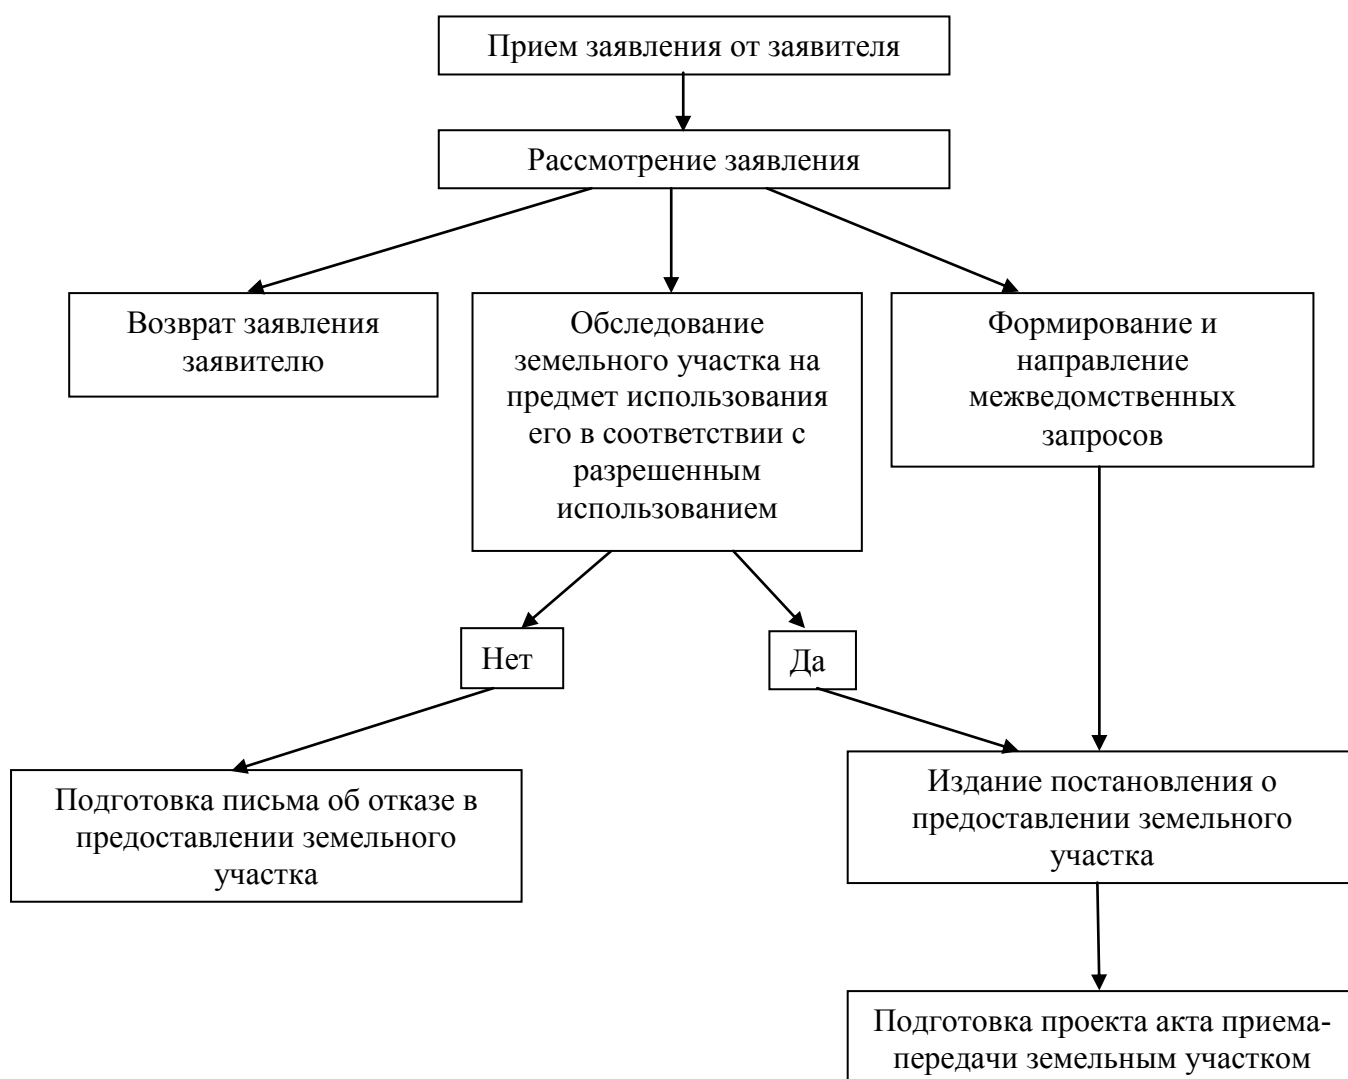 Прием заявления от заявителя
Рассмотрение заявления
Возврат заявления
заявителю
Обследование
земельного участка на
предмет использования
его в соответствии с
разрешенным
использованием
Формирование и
направление
межведомственных
запросов
Нет
Да
Подготовка письма об отказе в
предоставлении земельного
участка
Издание постановления о
предоставлении земельного
участка
Подготовка проекта акта приема-
передачи земельным участком